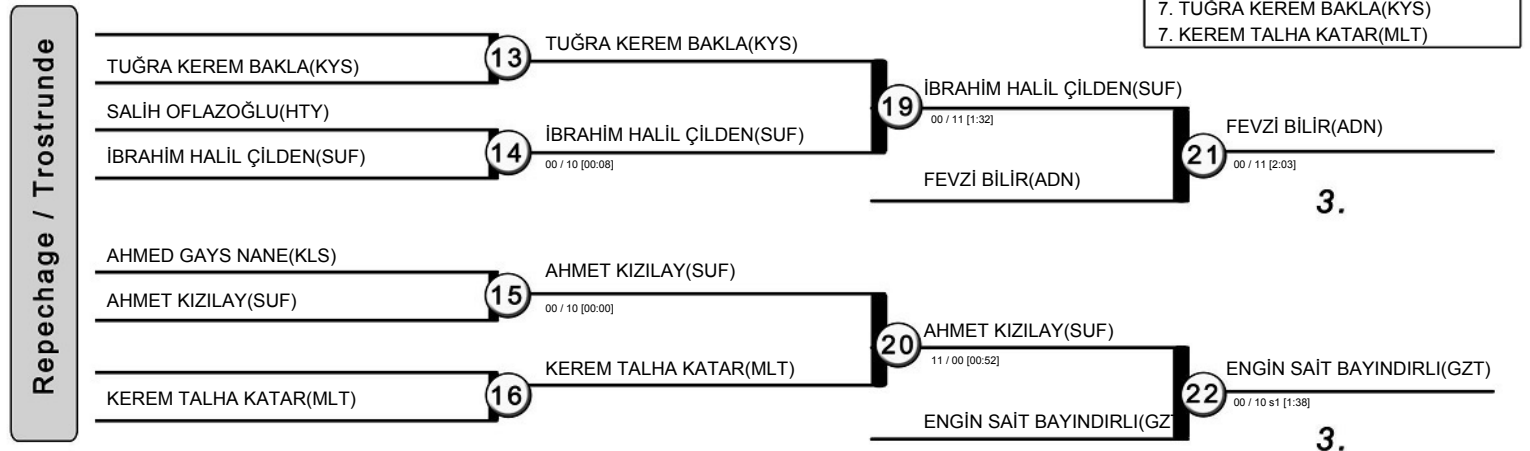 7. TUĞRA KEREM BAKLA(KYS)
7. KEREM TALHA KATAR(MLT)
Repechage / Trostrunde
TUĞRA KEREM BAKLA(KYS)
13
TUĞRA KEREM BAKLA(KYS)
SALİH OFLAZOĞLU(HTY)
İBRAHİM HALİL ÇİLDEN(SUF)
14
İBRAHİM HALİL ÇİLDEN(SUF)
00 / 10 [00:08]
19
İBRAHİM HALİL ÇİLDEN(SUF)
00 / 11 [1:32]
FEVZİ BİLİR(ADN)
21
FEVZİ BİLİR(ADN)
00 / 11 [2:03]
3.
AHMED GAYS NANE(KLS)
AHMET KIZILAY(SUF)
15
AHMET KIZILAY(SUF)
00 / 10 [00:00]
KEREM TALHA KATAR(MLT)
16
KEREM TALHA KATAR(MLT)
20
AHMET KIZILAY(SUF)
11 / 00 [00:52]
ENGİN SAİT BAYINDIRLI(GZT
22
ENGİN SAİT BAYINDIRLI(GZT)
00 / 10 s1 [1:38]
3.